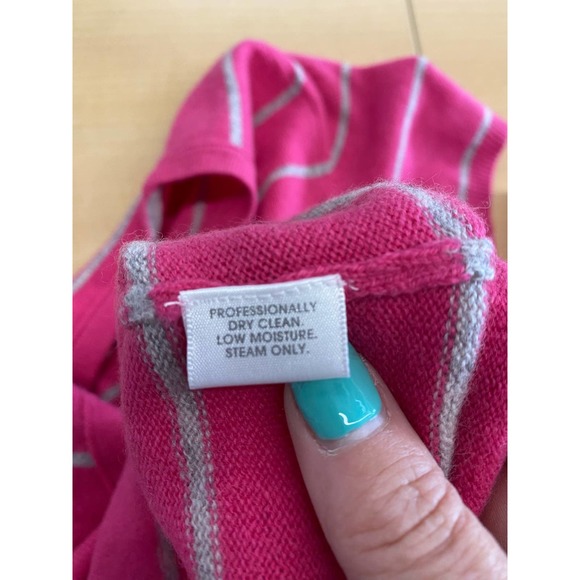 PROFESSIONALLY
DRY CLEAN.
LOW MOISTURE.
STEAM ONLY.